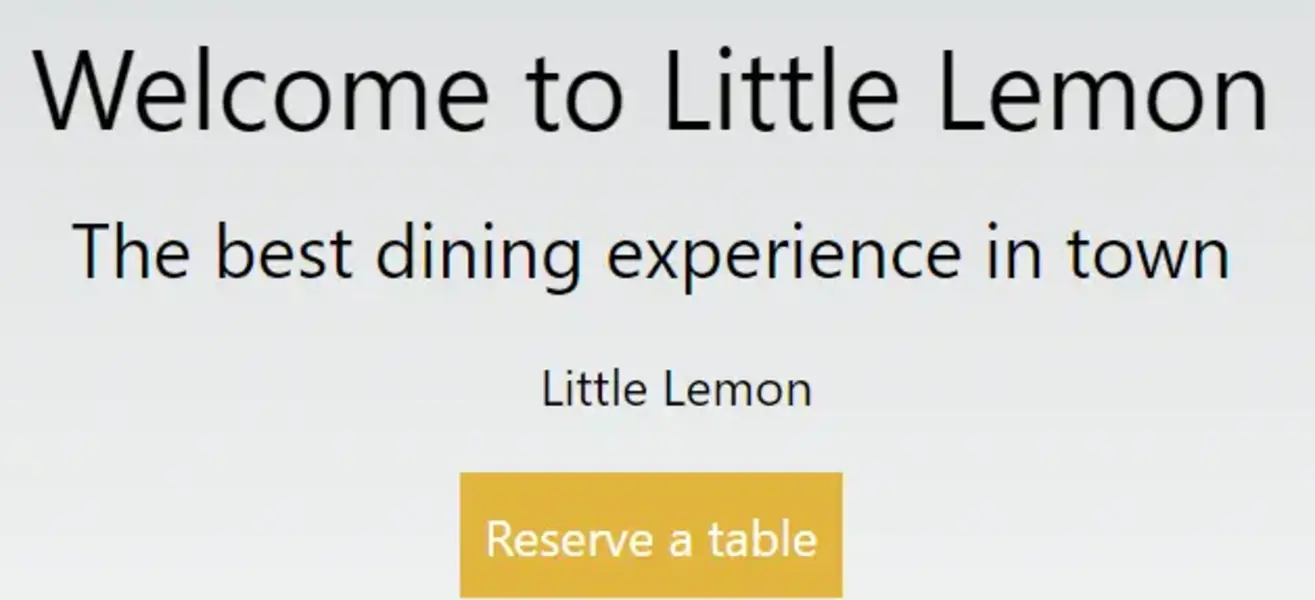 Welcome to Little Lemon
The best dining experience in town
Little Lemon
Reserve a table